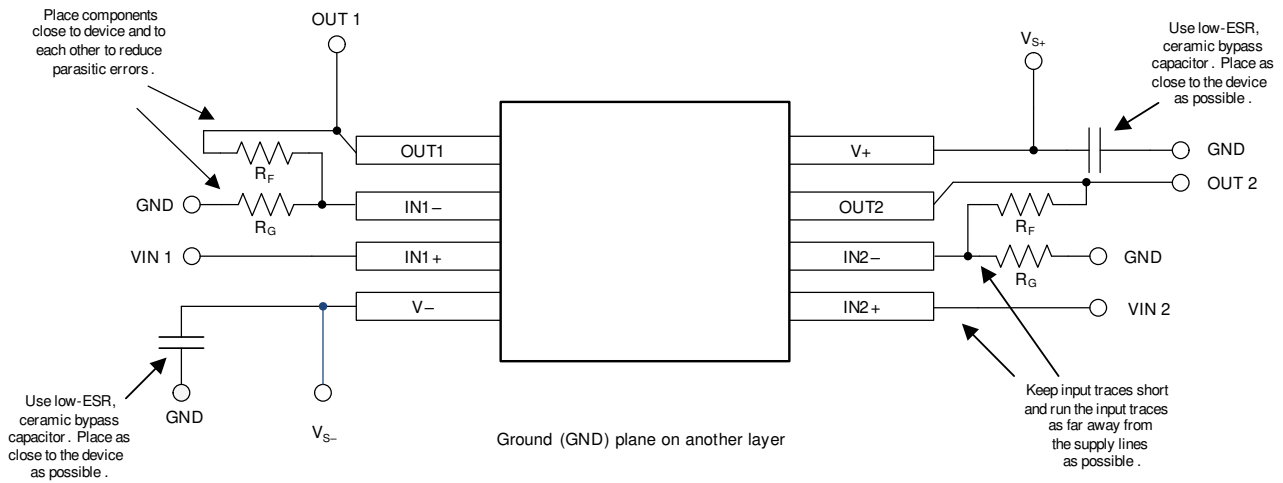 Place components
close to device and to
each other to reduce
parasitic errors .
OUT 1
VS+
Use low-ESR,
ceramic bypass
capacitor . Place as
close to the device
as possible .
OUT1
V+
GND
RF
OUT 2
GND
IN1−
OUT2
RF
RG
VIN 1
IN1+
IN2−
GND
RG
V−
IN2+
VIN 2
Use low-ESR,
ceramic bypass
capacitor . Place as
close to the device
as possible .
GND
VS−
Ground (GND) plane on another layer
Keep input traces short
and run the input traces
as far away from
the supply lines
as possible .